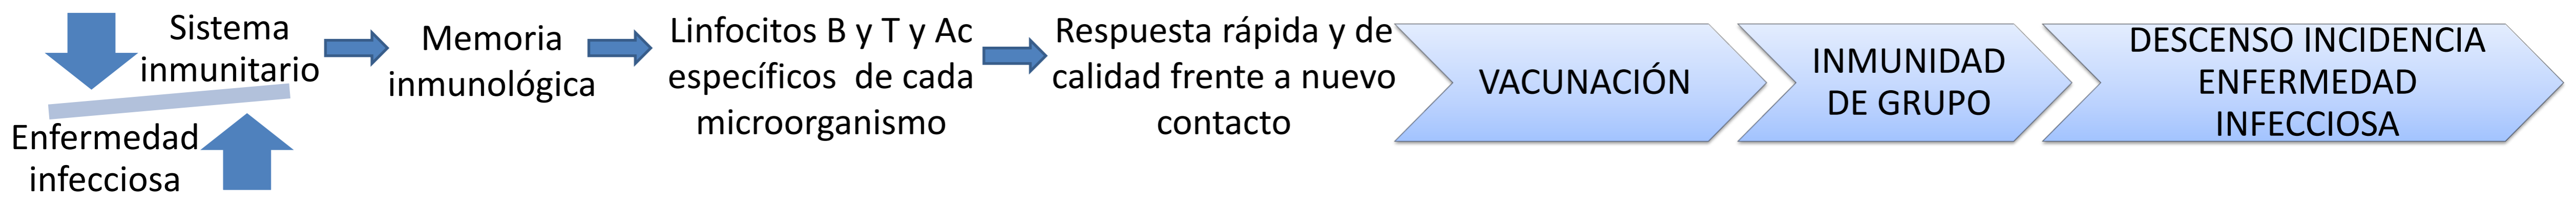 Sistema
inmunitario
Enfermedad
infecciosa
Memoria
inmunológica
Linfocitos B y T y Ac
específicos de cada
microorganismo
Respuesta rápida y de
calidad frente a nuevo
contacto
VACUNACIÓN
INMUNIDAD
DE GRUPO
DESCENSO INCIDENCIA
ENFERMEDAD
INFECCIOSA